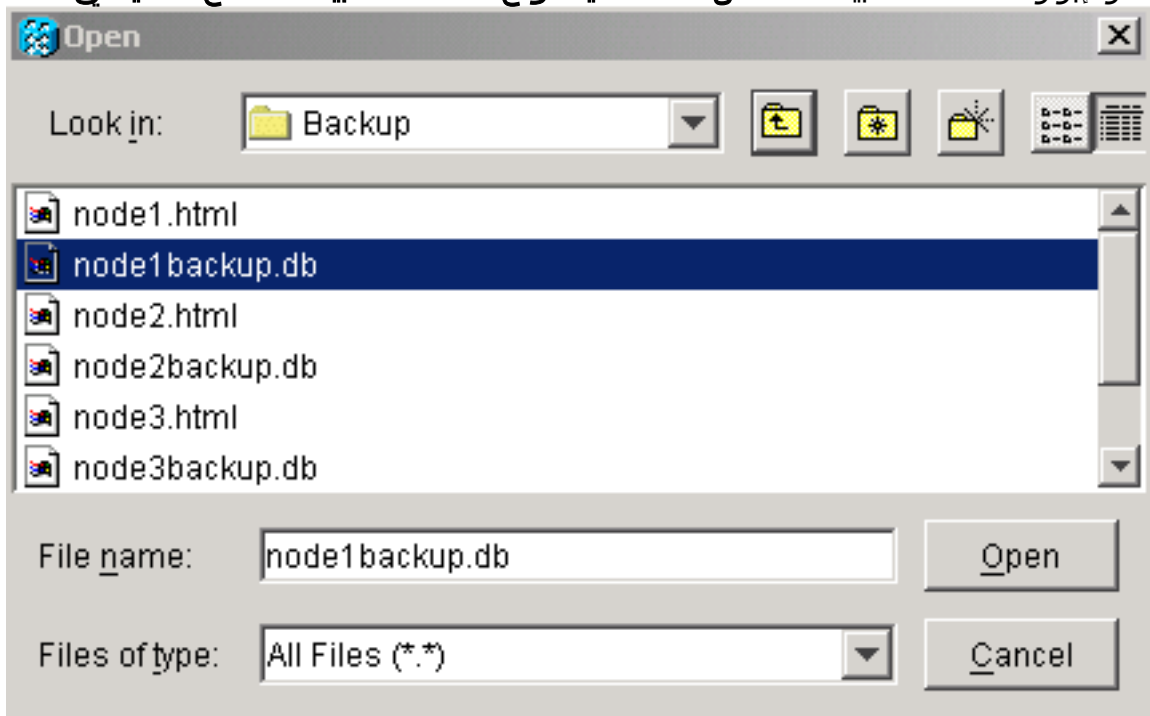 Open
Look in: Backup
node1.html
node1backup.db
node2.html
node2backup.db
node3.html
node3backup.db
File name: node1backup.db Open
Files of type: All Files (*.*) Cancel